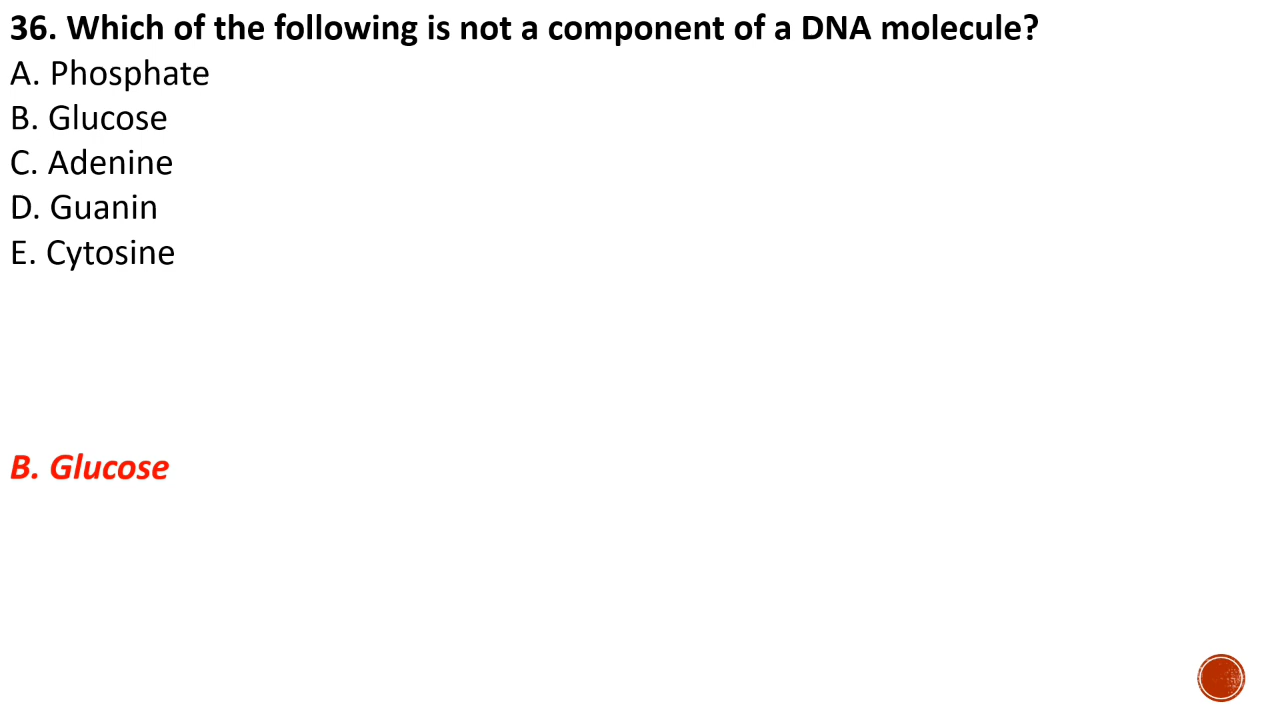 36. Which of the following is not a component of a DNA molecule?
A. Phosphate
B. Glucose
C. Adenine
D. Guanin
E. Cytosine
B. Glucose